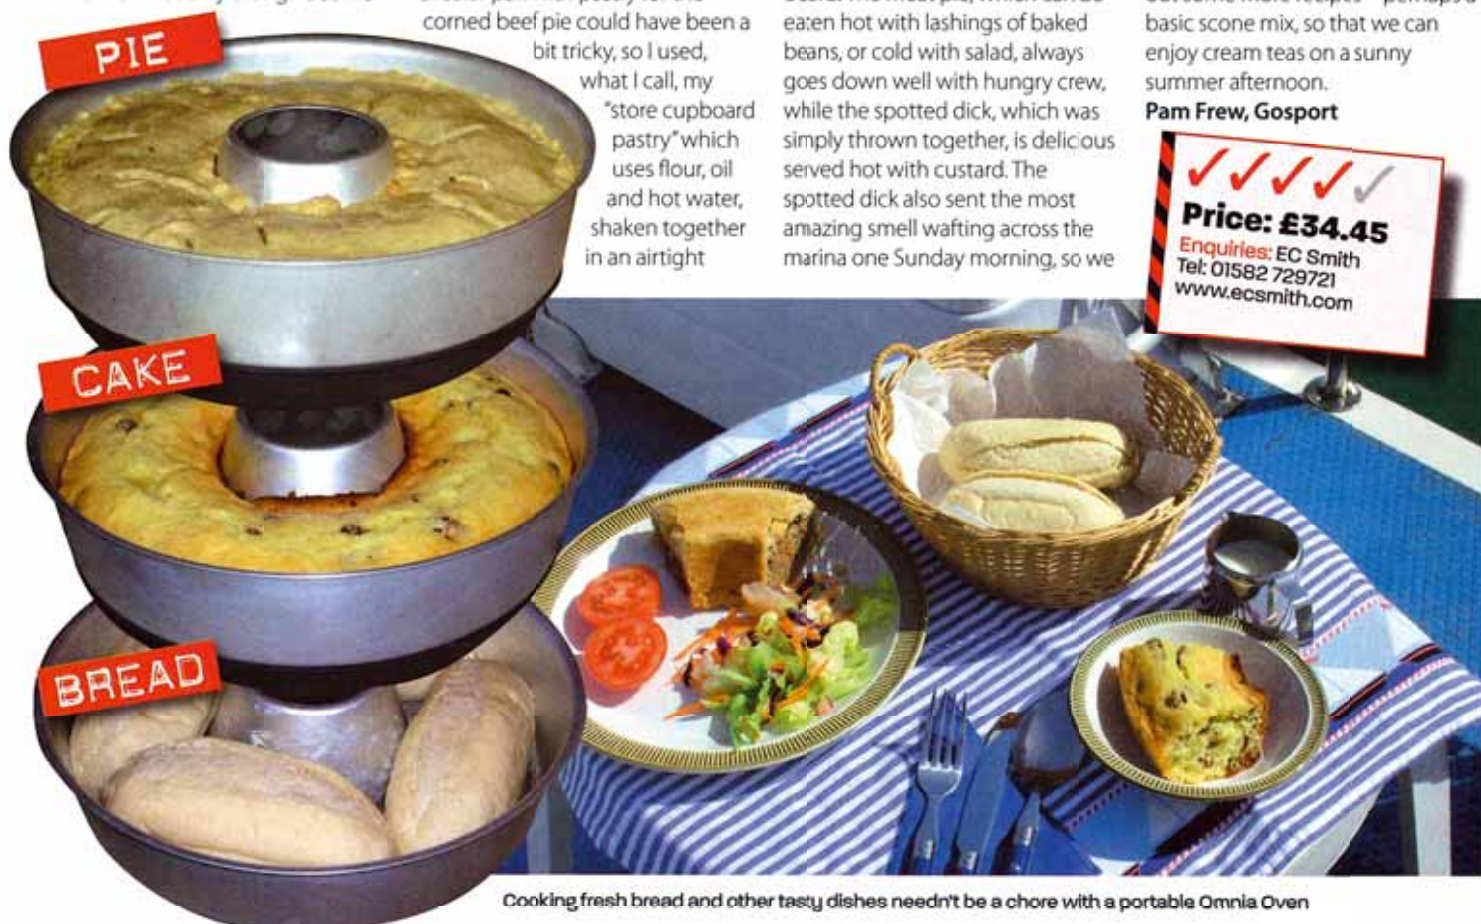 PIE
CAKE
BREAD
corned beef pie could have been a
bit tricky, so I used,
what I call, my
"store cupboard
pastry" which
uses flour, oil
and hot water,
shaken together
in an airtight
eaten hot with lashings of baked
beans, or cold with salad, always
goes down well with hungry crew,
while the spotted dick, which was
simply thrown together, is delicious
served hot with custard. The
spotted dick also sent the most
amazing smell wafting across the
marina one Sunday morning, so we
basic scone mix, so that we can
enjoy cream teas on a sunny
summer afternoon.
Pam Frew, Gosport
Price: £34.45
Enquiries: EC Smith
Tel: 01582 729721
www.ecsmith.com
Cooking fresh bread and other tasty dishes needn't be a chore with a portable Omnia Oven